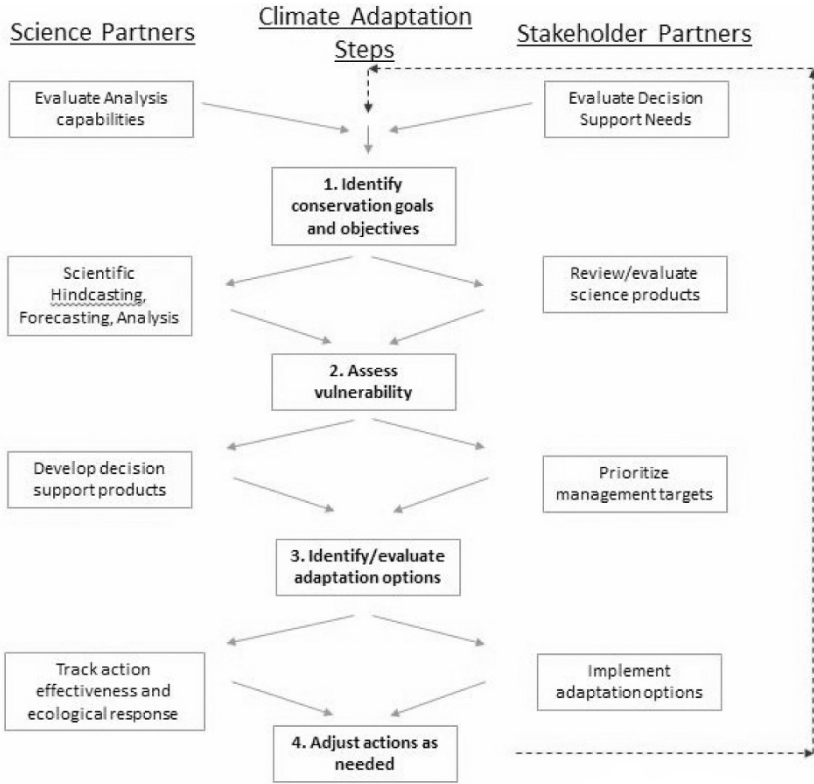 Science Partners
Climate Adaptation
Steps
Stakeholder Partners
Evaluate Analysis
capabilities
Evaluate Decision
Support Needs
1. Identify
conservation goals
and objectives
Scientific
Hindcasting,
Forecasting, Analysis
Review/evaluate
science products
2. Assess
vulnerability
Develop decision
support products
Prioritize
management targets
3. Identify/evaluate
adaptation options
Track action
effectiveness and
ecological response
Implement
adaptation options
4. Adjust actions as
needed